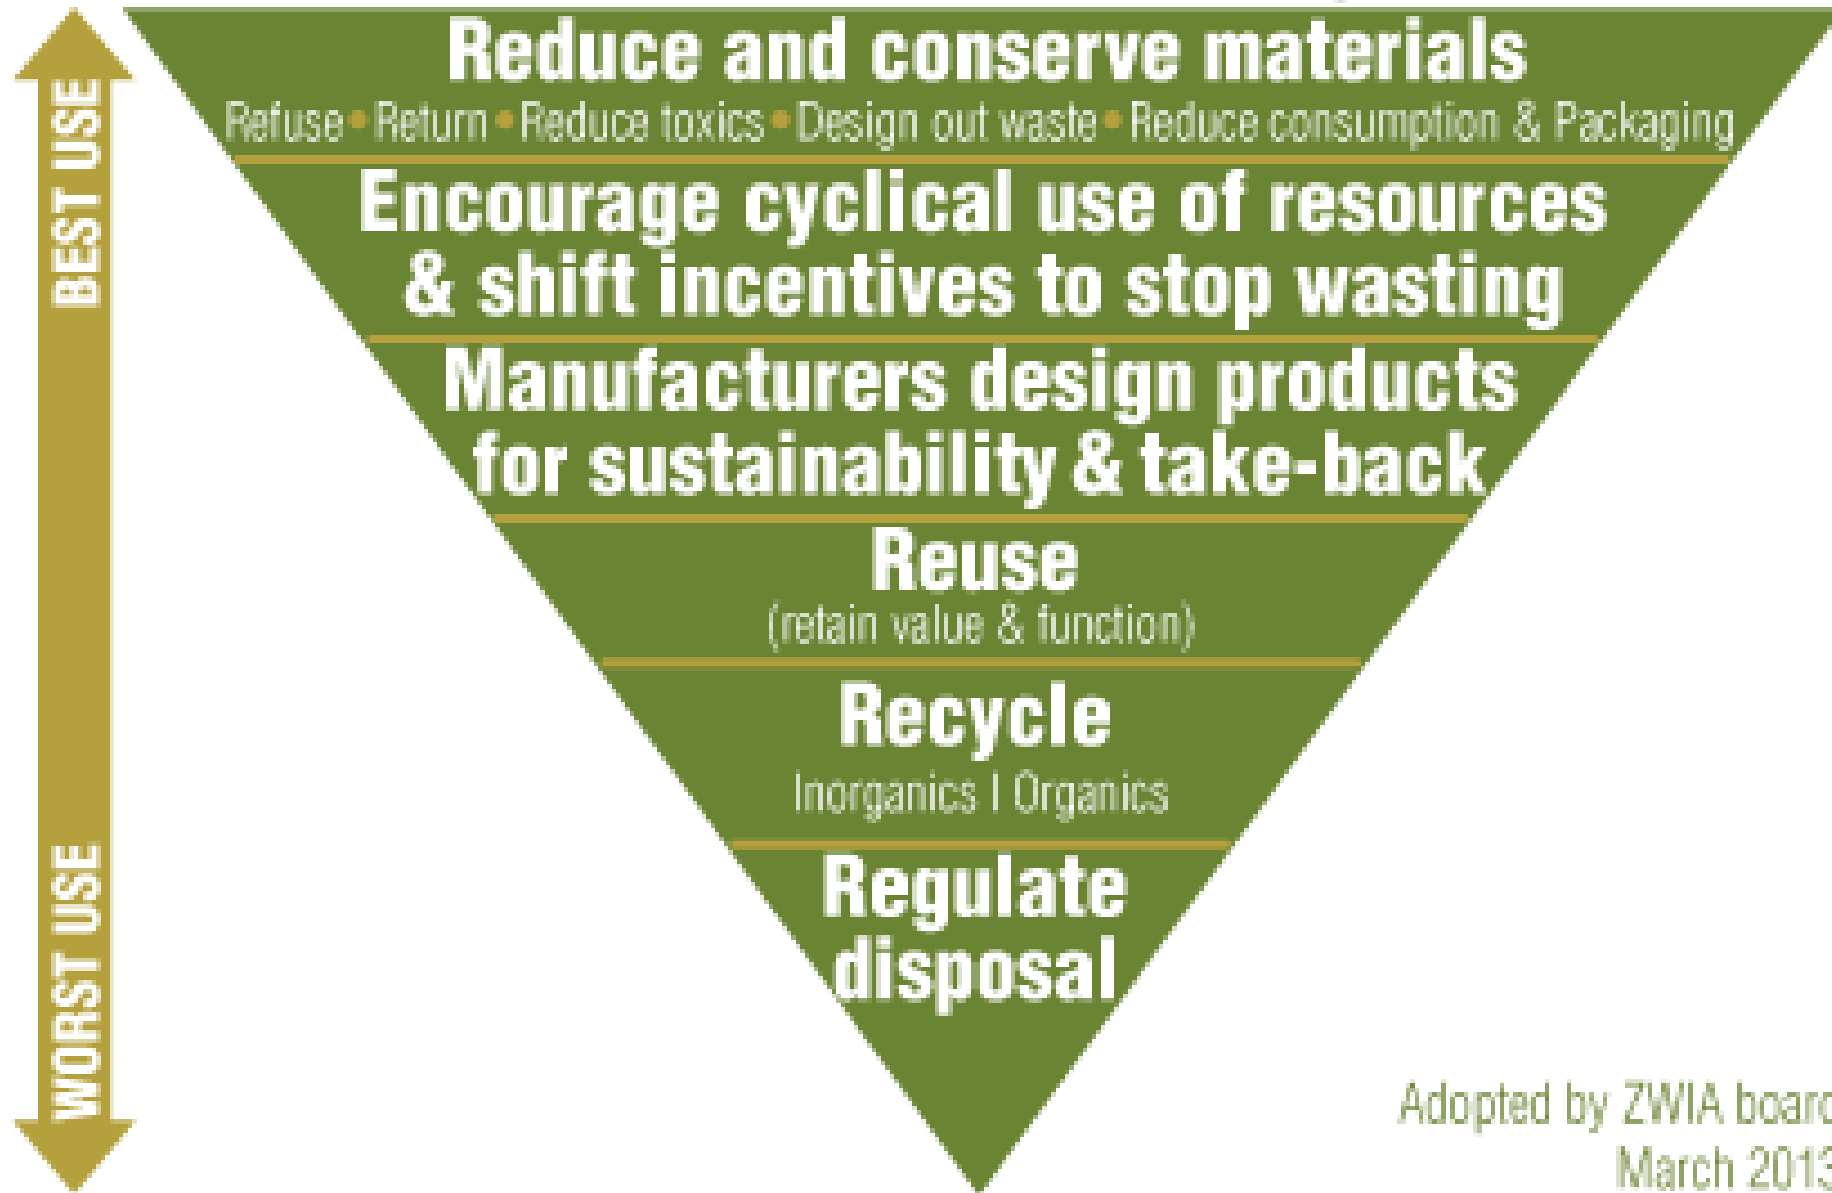 Reduce and conserve materials
Refuse • Return • Reduce toxics • Design out waste • Reduce consumption & Packaging
Encourage cyclical use of resources
& shift incentives to stop wasting
Manufacturers design products
for sustainability & take-back
Reuse
(retain value & function)
Recycle
Inorganics | Organics
Regulate
disposal
BEST USE
WORST USE
Adopted by ZWIA board
March 2013